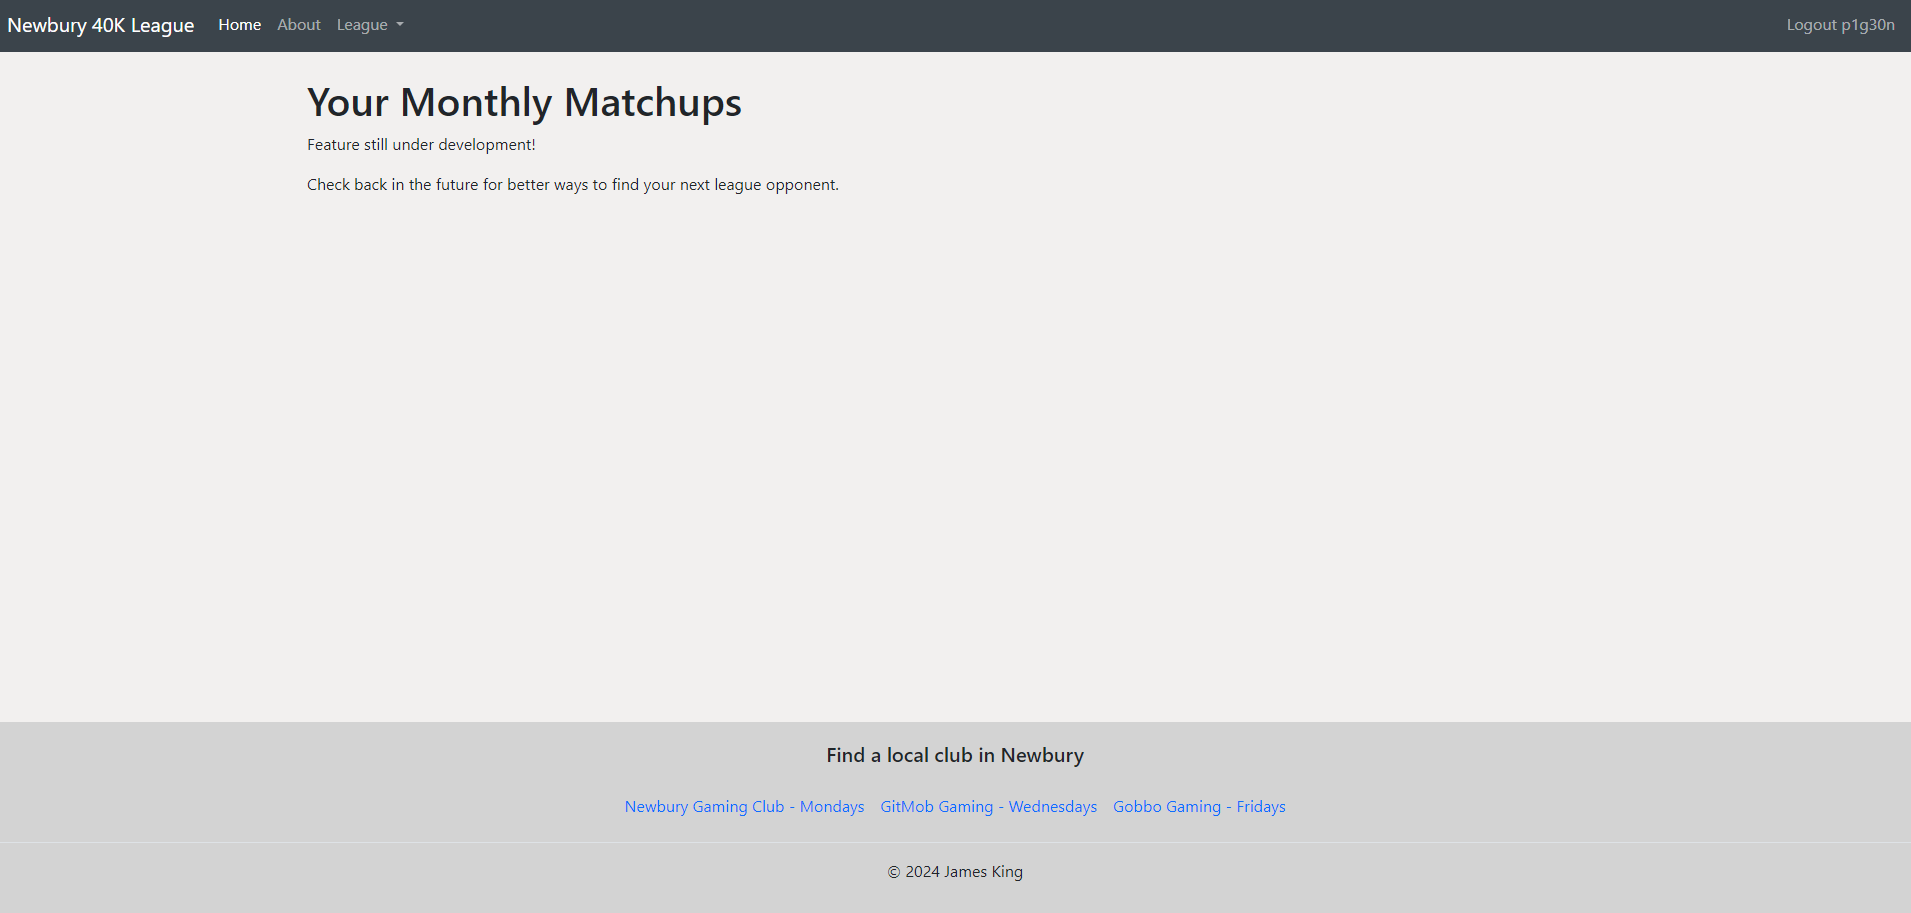 Newbury 40K League Home About League Logout p1g30n
Your Monthly Matchups
Feature still under development!
Check back in the future for better ways to find your next league opponent.
Find a local club in Newbury
Newbury Gaming Club - Mondays GitMob Gaming - Wednesdays Gobbo Gaming - Fridays
© 2024 James King